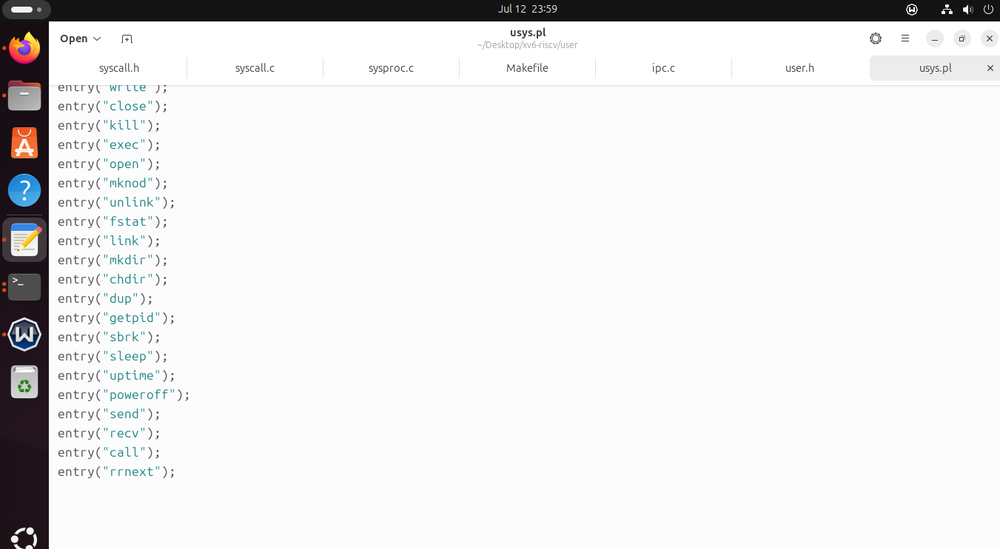 Jul 12 23:59
Open
usys.pl
~/Desktop/xv6-riscv/user
syscall.h
syscall.c
sysproc.c
Makefile
ipc.c
user.h
usys.pl
entry("write");
entry("close");
entry("kill");
entry("exec");
entry("open");
entry("mknod");
entry("unlink");
entry("fstat");
entry("link");
entry("mkdir");
entry("chdir");
entry("dup");
entry("getpid");
entry("sbrk");
entry("sleep");
entry("uptime");
entry("poweroff");
entry("send");
entry("recv");
entry("call");
entry("rrnext");